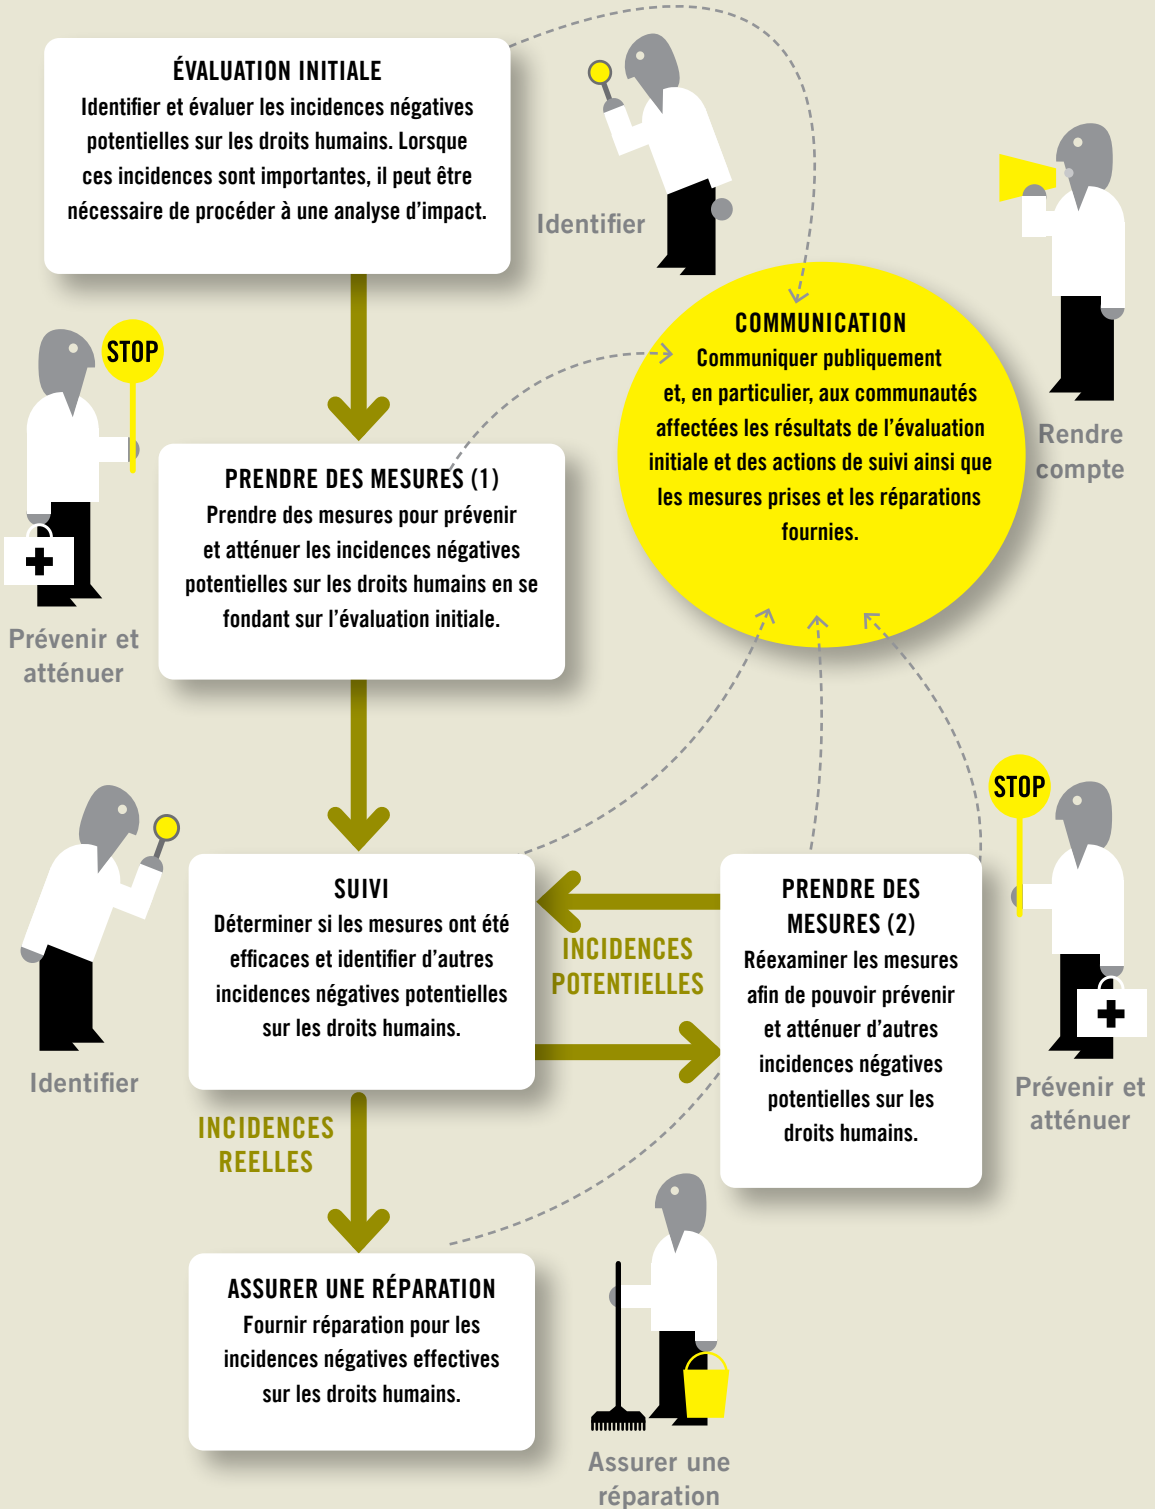 ÉVALUATION INITIALE
Identifier et évaluer les incidences négatives
potentielles sur les droits humains. Lorsque
ces incidences sont importantes, il peut être
nécessaire de procéder à une analyse d’impact.
Identifier
Rendre
compte
COMMUNICATION
Communiquer publiquement
et, en particulier, aux communautés
affectées les résultats de l’évaluation
initiale et des actions de suivi ainsi que
les mesures prises et les réparations
fournies.
STOP
Prévenir et
atténuer
PRENDRE DES MESURES (1)
Prendre des mesures pour prévenir
et atténuer les incidences négatives
potentielles sur les droits humains en se
fondant sur l’évaluation initiale.
Identifier
SUIVI
Déterminer si les mesures ont été
efficaces et identifier d’autres
incidences négatives potentielles
sur les droits humains.
INCIDENCES
POTENTIELLES
PRENDRE DES
MESURES (2)
Réexaminer les mesures
afin de pouvoir prévenir
et atténuer d’autres
incidences négatives
potentielles sur les
droits humains.
STOP
Prévenir et
atténuer
INCIDENCES
REELLES
ASSURER UNE RÉPARATION
Fournir réparation pour les
incidences négatives effectives
sur les droits humains.
Assurer une
réparation